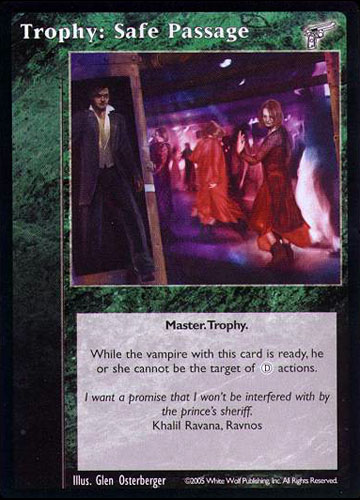 Trophy: Safe Passage
Master. Trophy.
While the vampire with this card is ready, he
or she cannot be the target of Ⓓ actions.
I want a promise that I won't be interfered with by
the prince's sheriff.
Khalil Ravana, Ravnos
Illus. Glen Osterberger
©2005 White Wolf Publishing, Inc. All Rights Reserved.